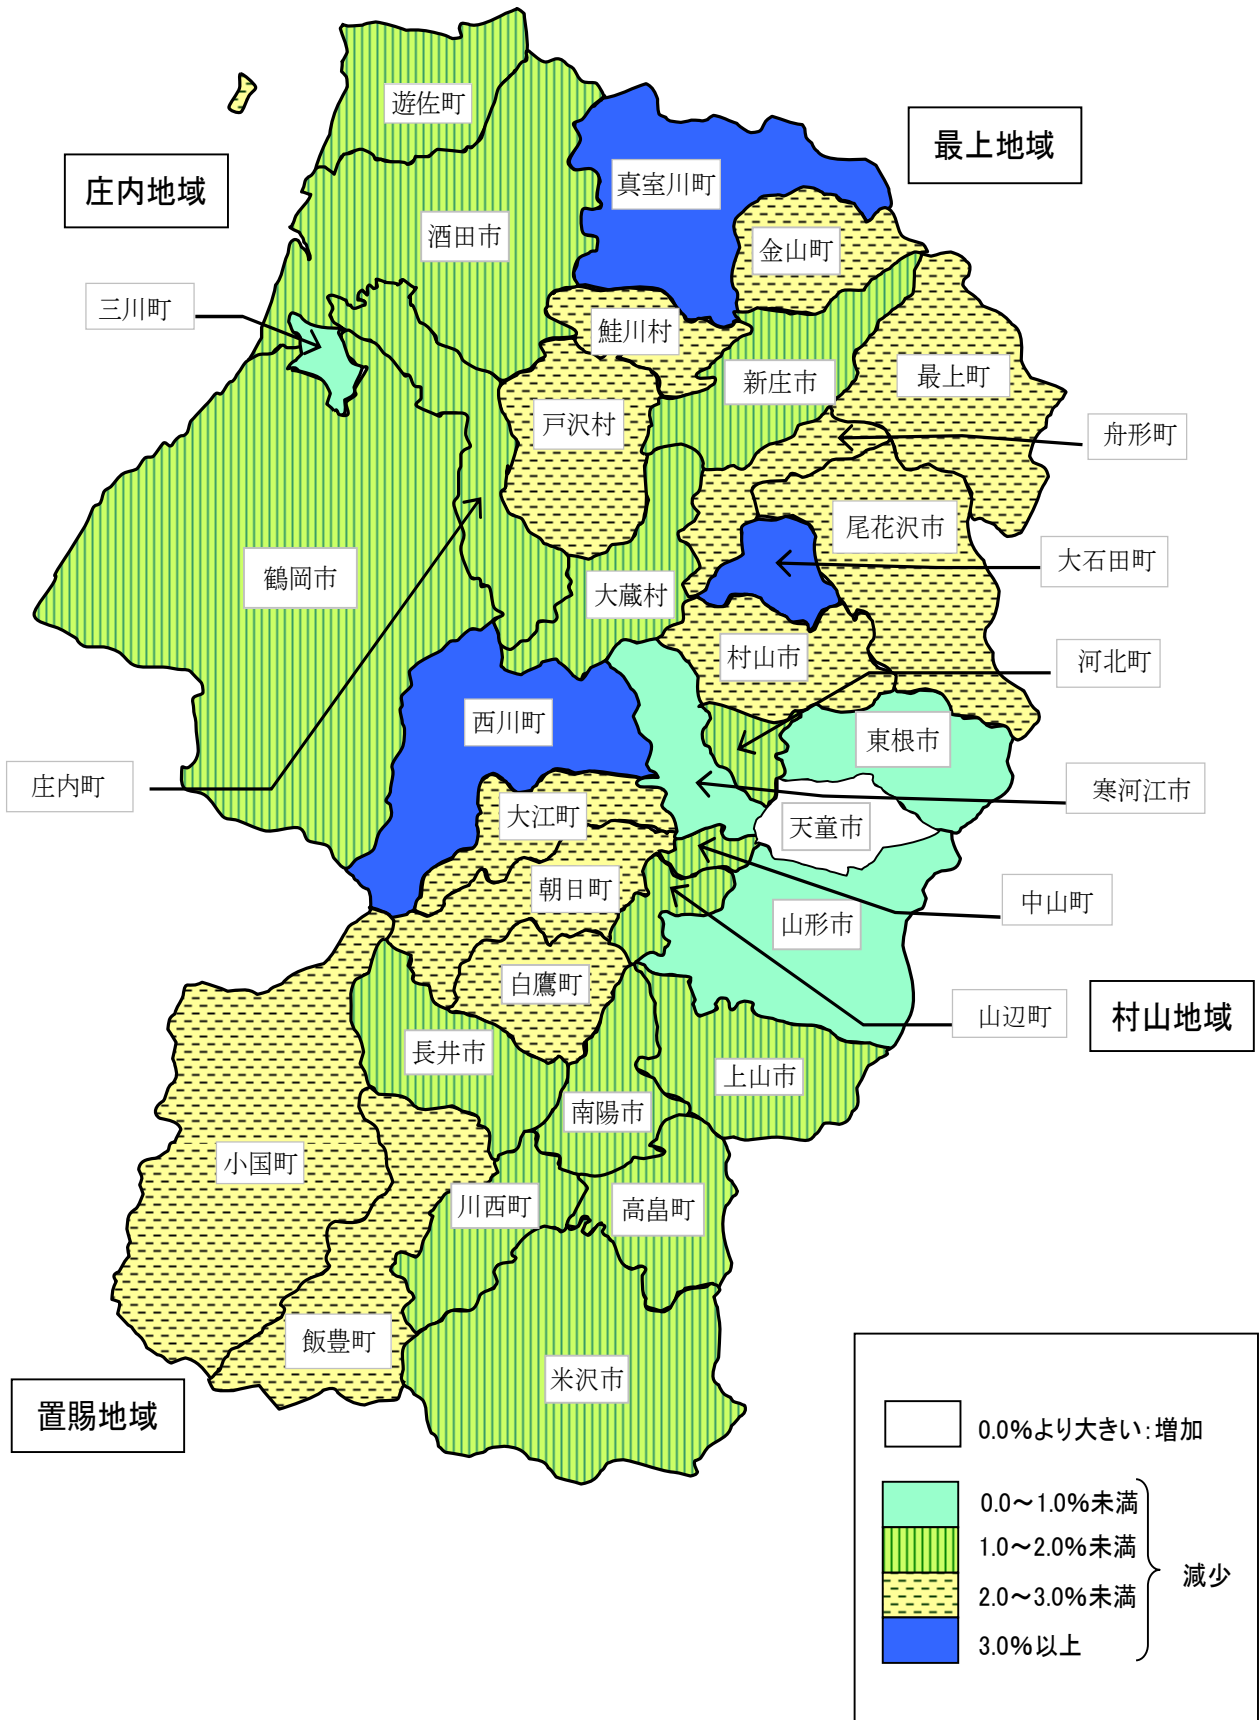 遊佐町
最上地域
庄内地域
真室川町
酒田市
金山町
三川町
鮭川村
新庄市
最上町
戸沢村
舟形町
尾花沢市
大石田町
鶴岡市
大蔵村
村山市
河北町
西川町
東根市
庄内町
寒河江市
大江町
天童市
朝日町
中山町
山形市
白鷹町
山辺町
村山地域
長井市
上山市
南陽市
小国町
川西町
高畠町
飯豊町
米沢市
置賜地域
0.0%より大きい:増加
0.0~1.0%未満
1.0~2.0%未満
減少
2.0~3.0%未満
3.0%以上